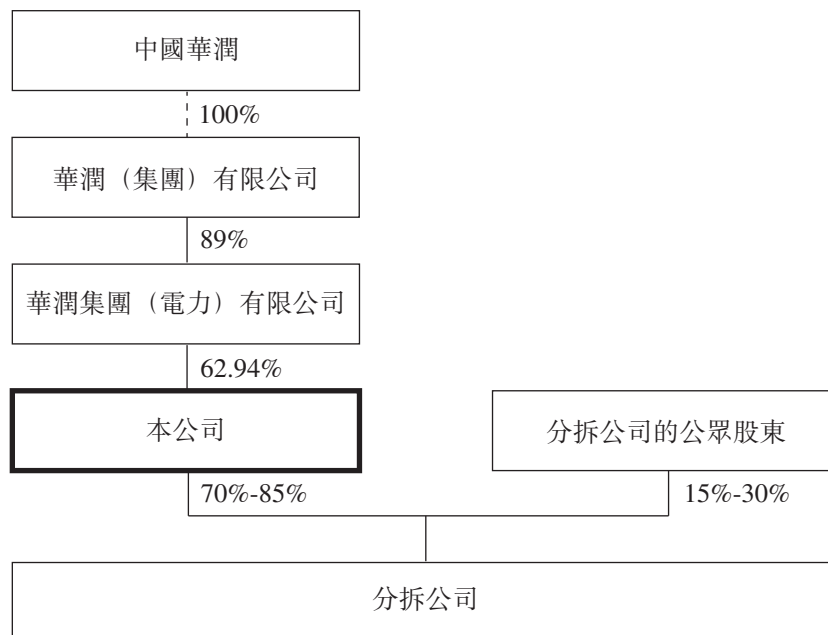 中國華潤
100%
華潤（集團）有限公司
89%
華潤集團（電力）有限公司
62.94%
本公司
分拆公司的公眾股東
70%-85%
15%-30%
分拆公司